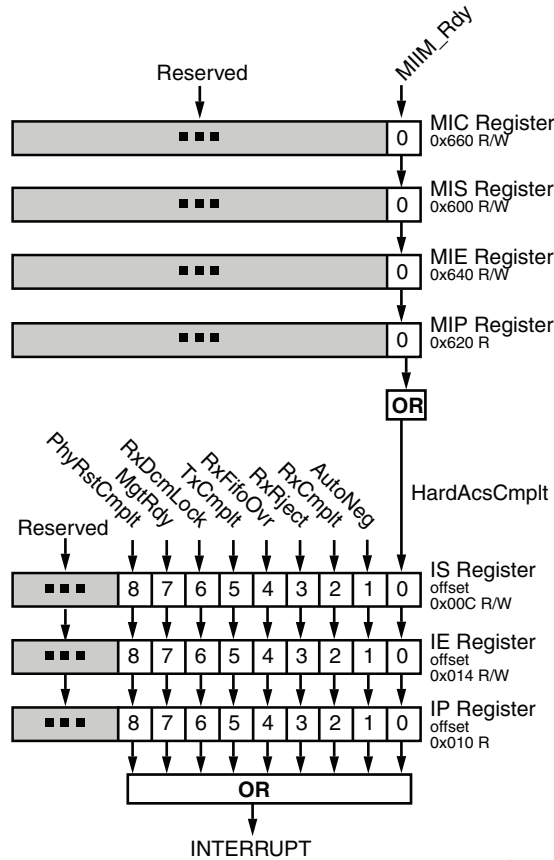 MIIM_Rdy
Reserved
0
MIC Register
0x660 R/W
0
MIS Register
0x600 R/W
0
MIE Register
0x640 R/W
0
MIP Register
0x620 R
OR
HardAcsCmplt
PhyRstCmplt
MgtRdy
RxDcmLock
TxCmplt
RxFifoOvr
RxRject
RxCmplt
AutoNeg
Reserved
8 7 6 5 4 3 2 1 0
IS Register
offset
0x00C R/W
8 7 6 5 4 3 2 1 0
IE Register
offset
0x014 R/W
8 7 6 5 4 3 2 1 0
IP Register
offset
0x010 R
OR
INTERRUPT